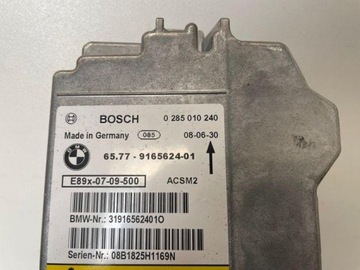 BOSCH 0 285 010 240
Made in Germany 085 08-06-30
BMW 65.77 - 9165624-01
E89x-07-09-500 ACSM2
BMW-Nr.: 31916562401O
Serien-Nr.: 08B1825H1169N